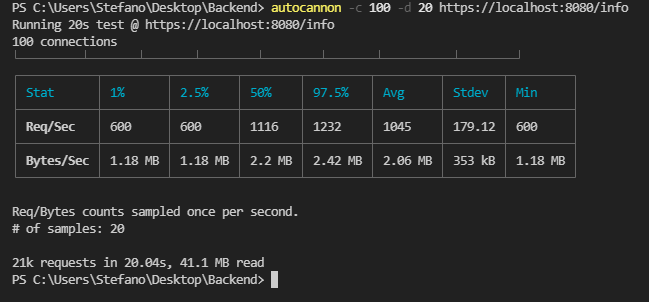 PS C:\Users\Stefano\Desktop\Backend> autocannon -c 100 -d 20 https://localhost:8080/info
Running 20s test @ https://localhost:8080/info
100 connections
Stat 1% 2.5% 50% 97.5% Avg Stdev Min
Req/Sec 600 600 1116 1232 1045 179.12 600
Bytes/Sec 1.18 MB 1.18 MB 2.2 MB 2.42 MB 2.06 MB 353 kB 1.18 MB
Req/Bytes counts sampled once per second.
# of samples: 20
21k requests in 20.04s, 41.1 MB read
PS C:\Users\Stefano\Desktop\Backend>